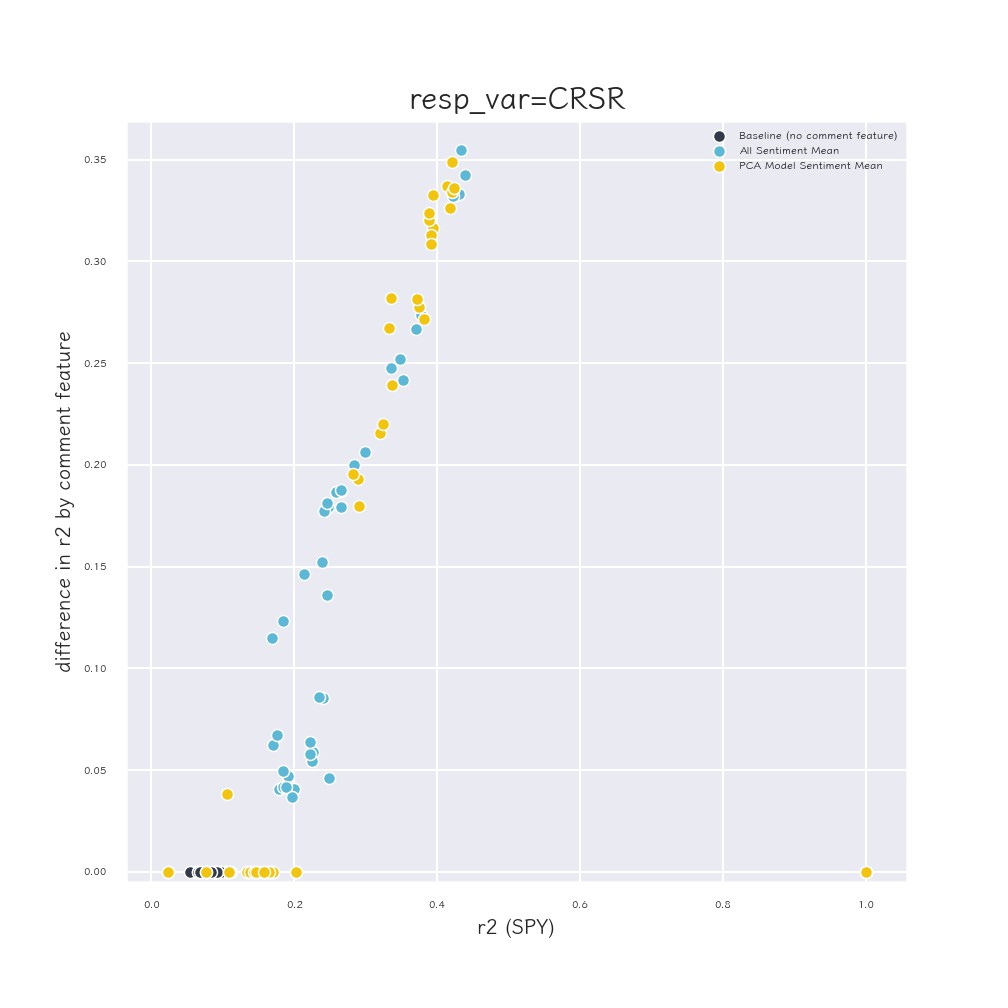 resp_var=CRSR
Baseline (no comment feature)
All Sentiment Mean
PCA Model Sentiment Mean
difference in r2 by comment feature
0.35
0.30
0.25
0.20
0.15
0.10
0.05
0.00
0.0
0.2
0.4
0.6
0.8
1.0
r2 (SPY)